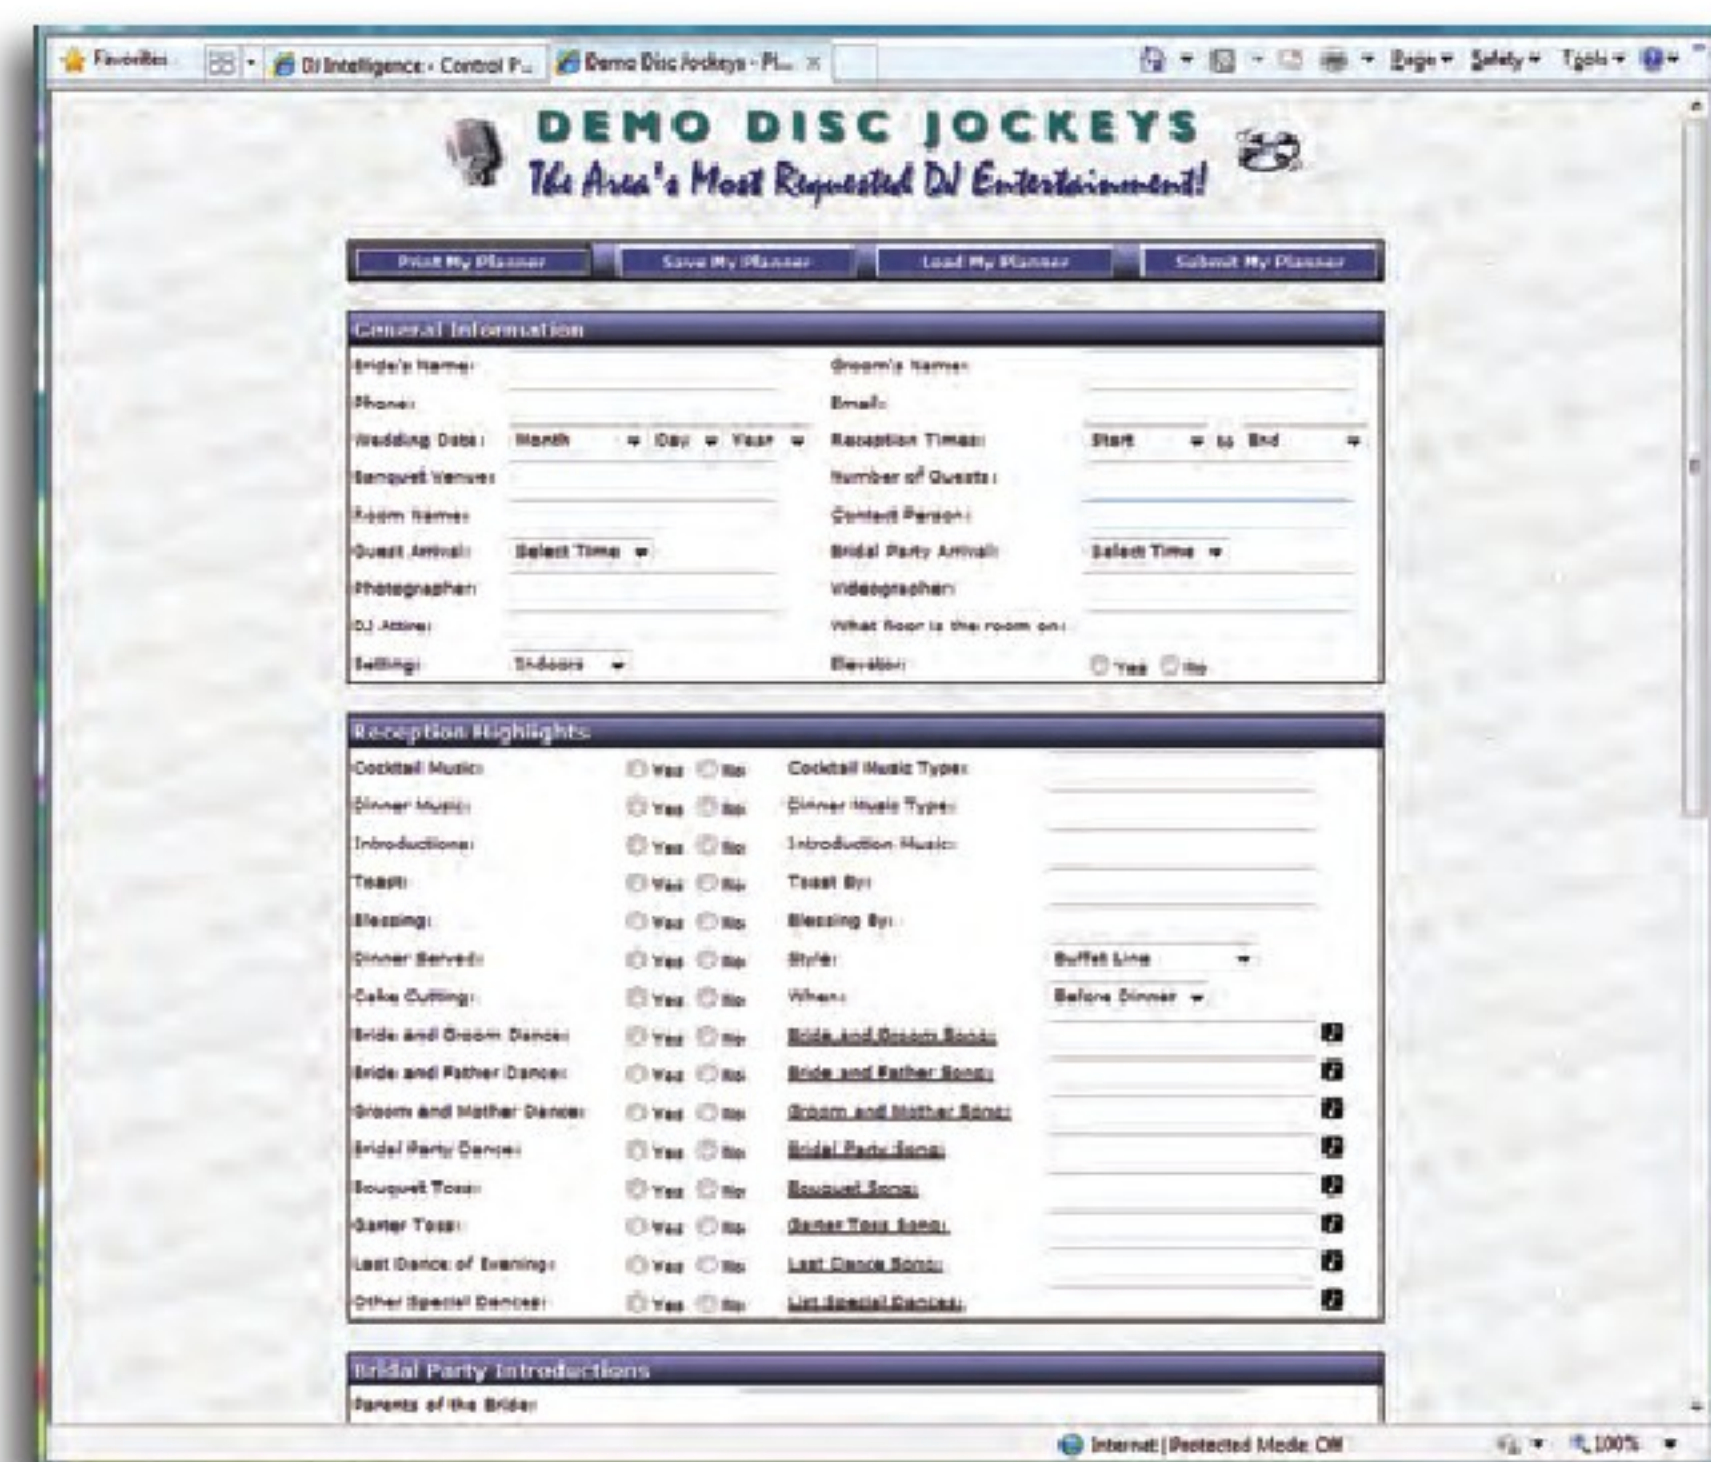 Favorites DJ Intelligence - Control P... Demo Disc Jockeys - Pl... Page Safety Tools
DEMO DISC JOCKEYS
The Area's Most Requested DJ Entertainment!
Print My Planner Save My Planner Load My Planner Submit My Planner
General Information
Bride's Name: Groom's Name:
Phone: Email:
Wedding Date: Month Day Year Reception Times: Start to End
Banquet Venue: Number of Guests:
Room Name: Contact Person:
Guest Arrival: Select Time Bridal Party Arrival: Select Time
Photographer: Videographer:
DJ Attire: What floor is the room on:
Setting: Indoors Elevator: Yes No
Reception Highlights
Cocktail Music: Yes No Cocktail Music Type:
Dinner Music: Yes No Dinner Music Type:
Introductions: Yes No Introduction Music:
Toast: Yes No Toast By:
Blessing: Yes No Blessing By:
Dinner Served: Yes No Style: Buffet Line
Cake Cutting: Yes No When: Before Dinner
Bride and Groom Dance: Yes No Bride and Groom Song:
Bride and Father Dance: Yes No Bride and Father Song:
Groom and Mother Dance: Yes No Groom and Mother Song:
Bridal Party Dance: Yes No Bridal Party Song:
Bouquet Toss: Yes No Bouquet Song:
Garter Toss: Yes No Garter Toss Song:
Last Dance of Evening: Yes No Last Dance Song:
Other Special Dances: Yes No List Special Dances:
Bridal Party Introductions
Parents of the Bride:
Internet | Protected Mode: Off 100%